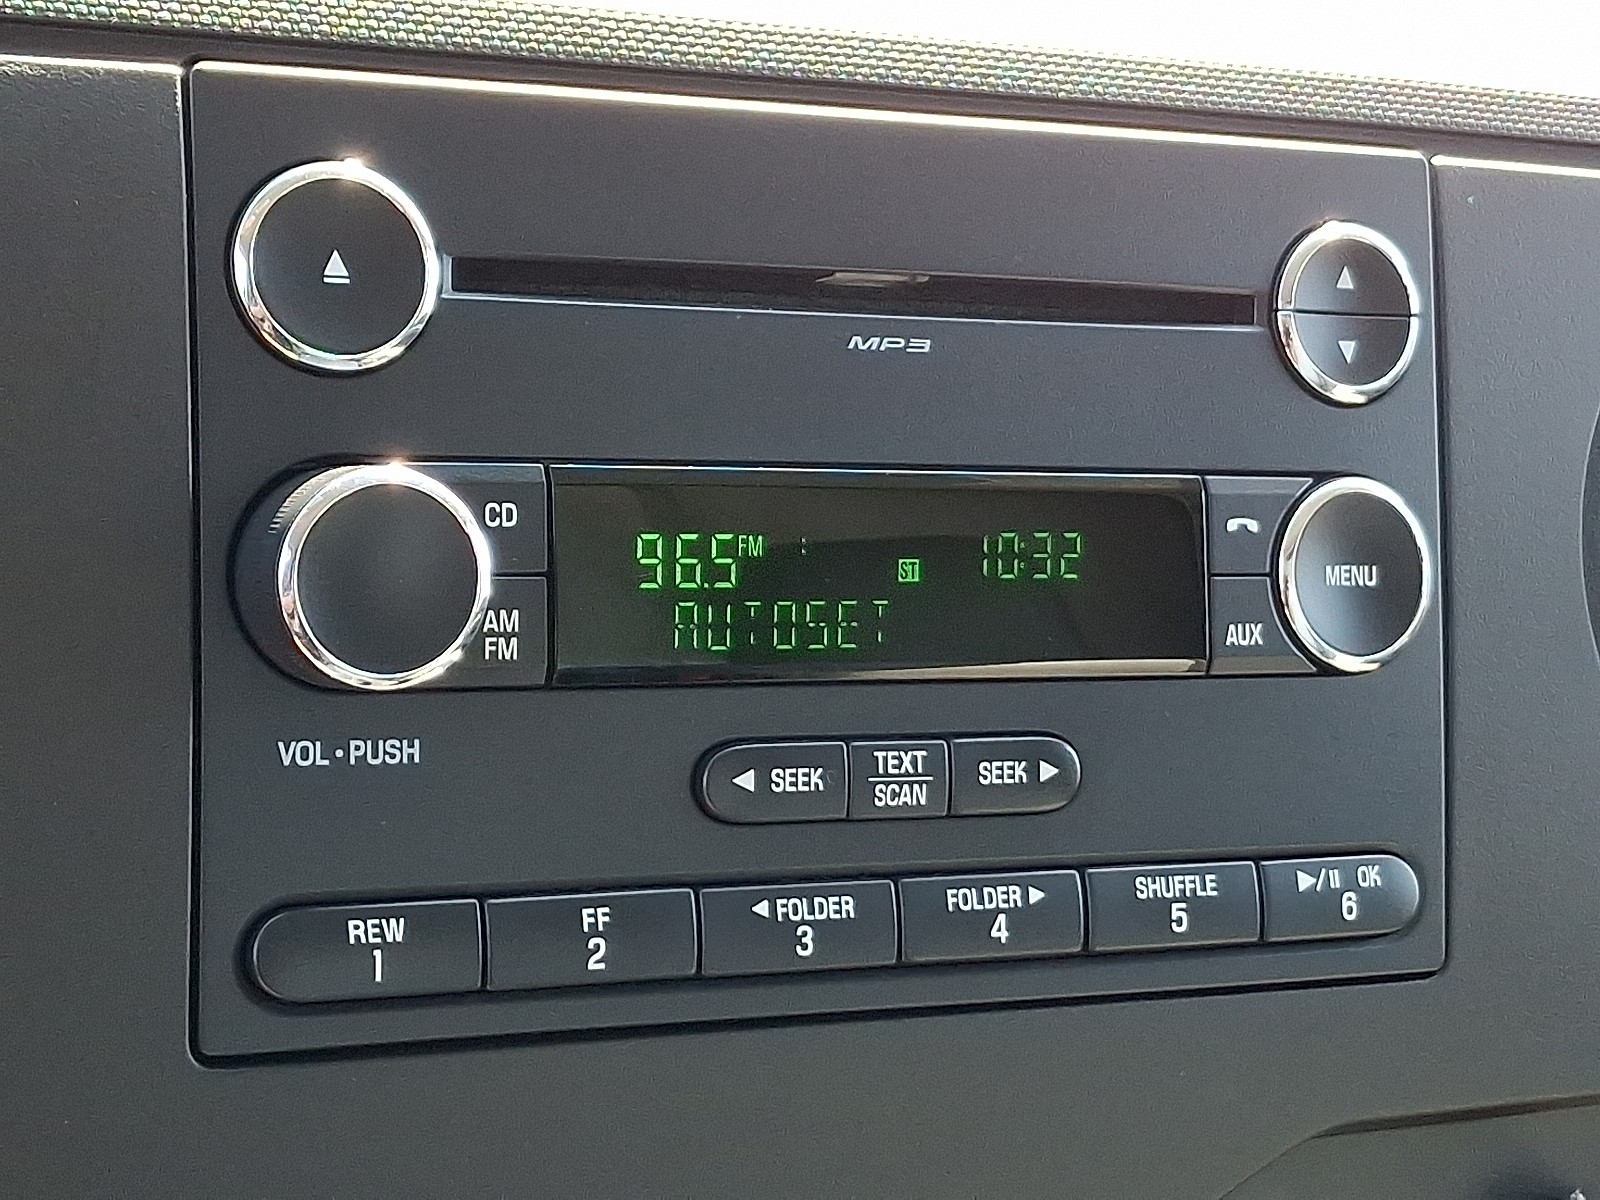 MP3
CD
AM
FM
96.5 FM : ST 10:32
AUTOSET
AUX
MENU
VOL • PUSH
◀ SEEK
TEXT
SCAN
SEEK ▶
REW
1
FF
2
◀ FOLDER
3
FOLDER ▶
4
SHUFFLE
5
▶/II OK
6